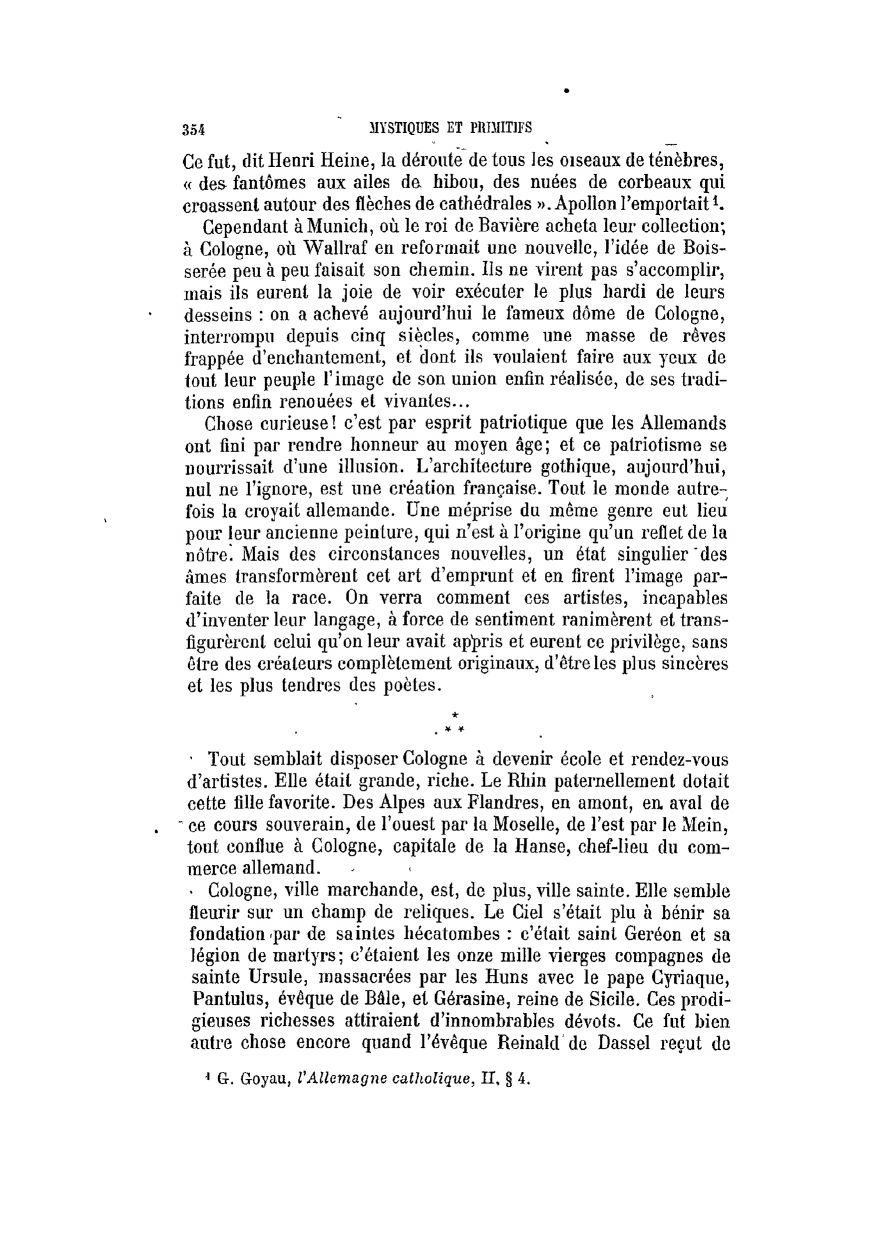 354 MYSTIQUES ET PRIMITIFS
Ce fut, dit Henri Heine, la déroute de tous les oiseaux de ténèbres,
« des fantômes aux ailes de hibou, des nuées de corbeaux qui
croassent autour des flèches de cathédrales ». Apollon l'emportait ¹.
Cependant à Munich, où le roi de Bavière acheta leur collection;
à Cologne, où Wallraf en reformait une nouvelle, l'idée de Bois-
serée peu à peu faisait son chemin. Ils ne virent pas s'accomplir,
mais ils eurent la joie de voir exécuter le plus hardi de leurs
desseins : on a achevé aujourd'hui le fameux dôme de Cologne,
interrompu depuis cinq siècles, comme une masse de rêves
frappée d'enchantement, et dont ils voulaient faire aux yeux de
tout leur peuple l'image de son union enfin réalisée, de ses tradi-
tions enfin renouées et vivantes...
Chose curieuse! c'est par esprit patriotique que les Allemands
ont fini par rendre honneur au moyen âge; et ce patriotisme se
nourrissait d'une illusion. L'architecture gothique, aujourd'hui,
nul ne l'ignore, est une création française. Tout le monde autre-
fois la croyait allemande. Une méprise du même genre eut lieu
pour leur ancienne peinture, qui n'est à l'origine qu'un reflet de la
nôtre. Mais des circonstances nouvelles, un état singulier des
âmes transformèrent cet art d'emprunt et en firent l'image par-
faite de la race. On verra comment ces artistes, incapables
d'inventer leur langage, à force de sentiment ranimèrent et trans-
figurèrent celui qu'on leur avait appris et eurent ce privilège, sans
être des créateurs complètement originaux, d'être les plus sincères
et les plus tendres des poètes.
*
* *
Tout semblait disposer Cologne à devenir école et rendez-vous
d'artistes. Elle était grande, riche. Le Rhin paternellement dotait
cette fille favorite. Des Alpes aux Flandres, en amont, en aval de
ce cours souverain, de l'ouest par la Moselle, de l'est par le Mein,
tout conflue à Cologne, capitale de la Hanse, chef-lieu du com-
merce allemand.
Cologne, ville marchande, est, de plus, ville sainte. Elle semble
fleurir sur un champ de reliques. Le Ciel s'était plu à bénir sa
fondation par de saintes hécatombes : c'était saint Geréon et sa
légion de martyrs; c'étaient les onze mille vierges compagnes de
sainte Ursule, massacrées par les Huns avec le pape Cyriaque,
Pantulus, évêque de Bâle, et Gérasine, reine de Sicile. Ces prodi-
gieuses richesses attiraient d'innombrables dévots. Ce fut bien
autre chose encore quand l'évêque Reinald de Dassel reçut de
¹ G. Goyau, l'Allemagne catholique, II, § 4.